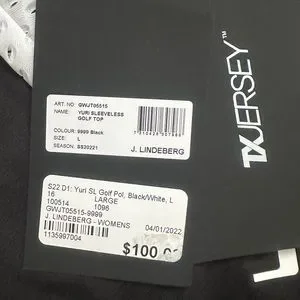 ART. NO: GWJT05515
NAME: YURI SLEEVELESS
GOLF TOP
COLOUR: 9999 Black
SIZE: L
SEASON: SS20221
J. LINDEBERG
TXJERSEY™
S22 D1: Yuri SL Golf Pol, Black/White, L
16 LARGE
100514 1096
GWJT05515-9999
J. LINDEBERG - WOMENS
04/01/2022
1135997004
$100.0